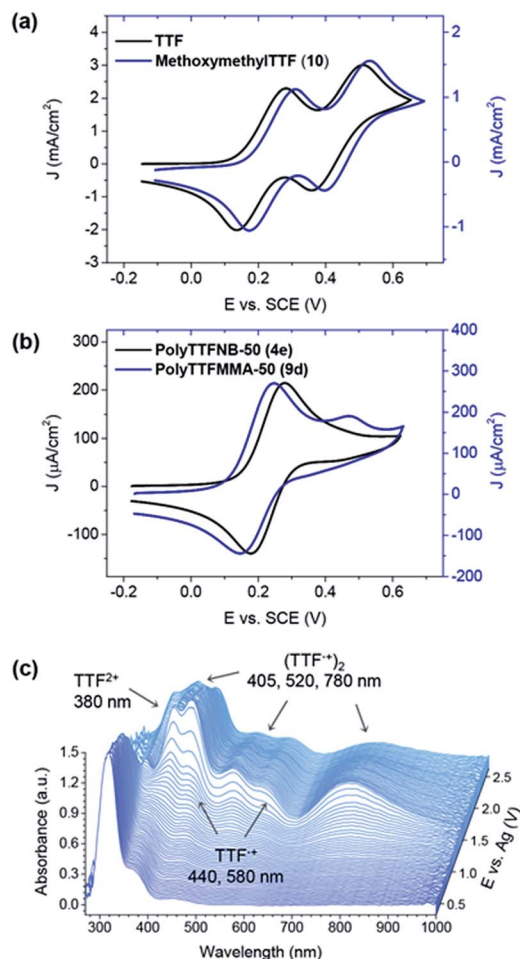 (a)
TTF
MethoxymethylTTF (10)
J (mA/cm²)
4
3
2
1
0
-1
-2
-3
J (mA/cm²)
2
1
0
-1
-0.2 0.0 0.2 0.4 0.6
E vs. SCE (V)
(b)
PolyTTFNB-50 (4e)
PolyTTFMMA-50 (9d)
J (µA/cm²)
300
200
100
0
-100
J (µA/cm²)
400
300
200
100
0
-100
-200
-0.2 0.0 0.2 0.4 0.6
E vs. SCE (V)
(c)
TTF²⁺
380 nm
(TTF·⁺)₂
405, 520, 780 nm
TTF·⁺
440, 580 nm
Absorbance (a.u.)
1.5
1.2
0.9
0.6
0.3
0.0
300 400 500 600 700 800 900 1000
Wavelength (nm)
E vs. Ag (V)
2.5
2.0
1.5
1.0
0.5